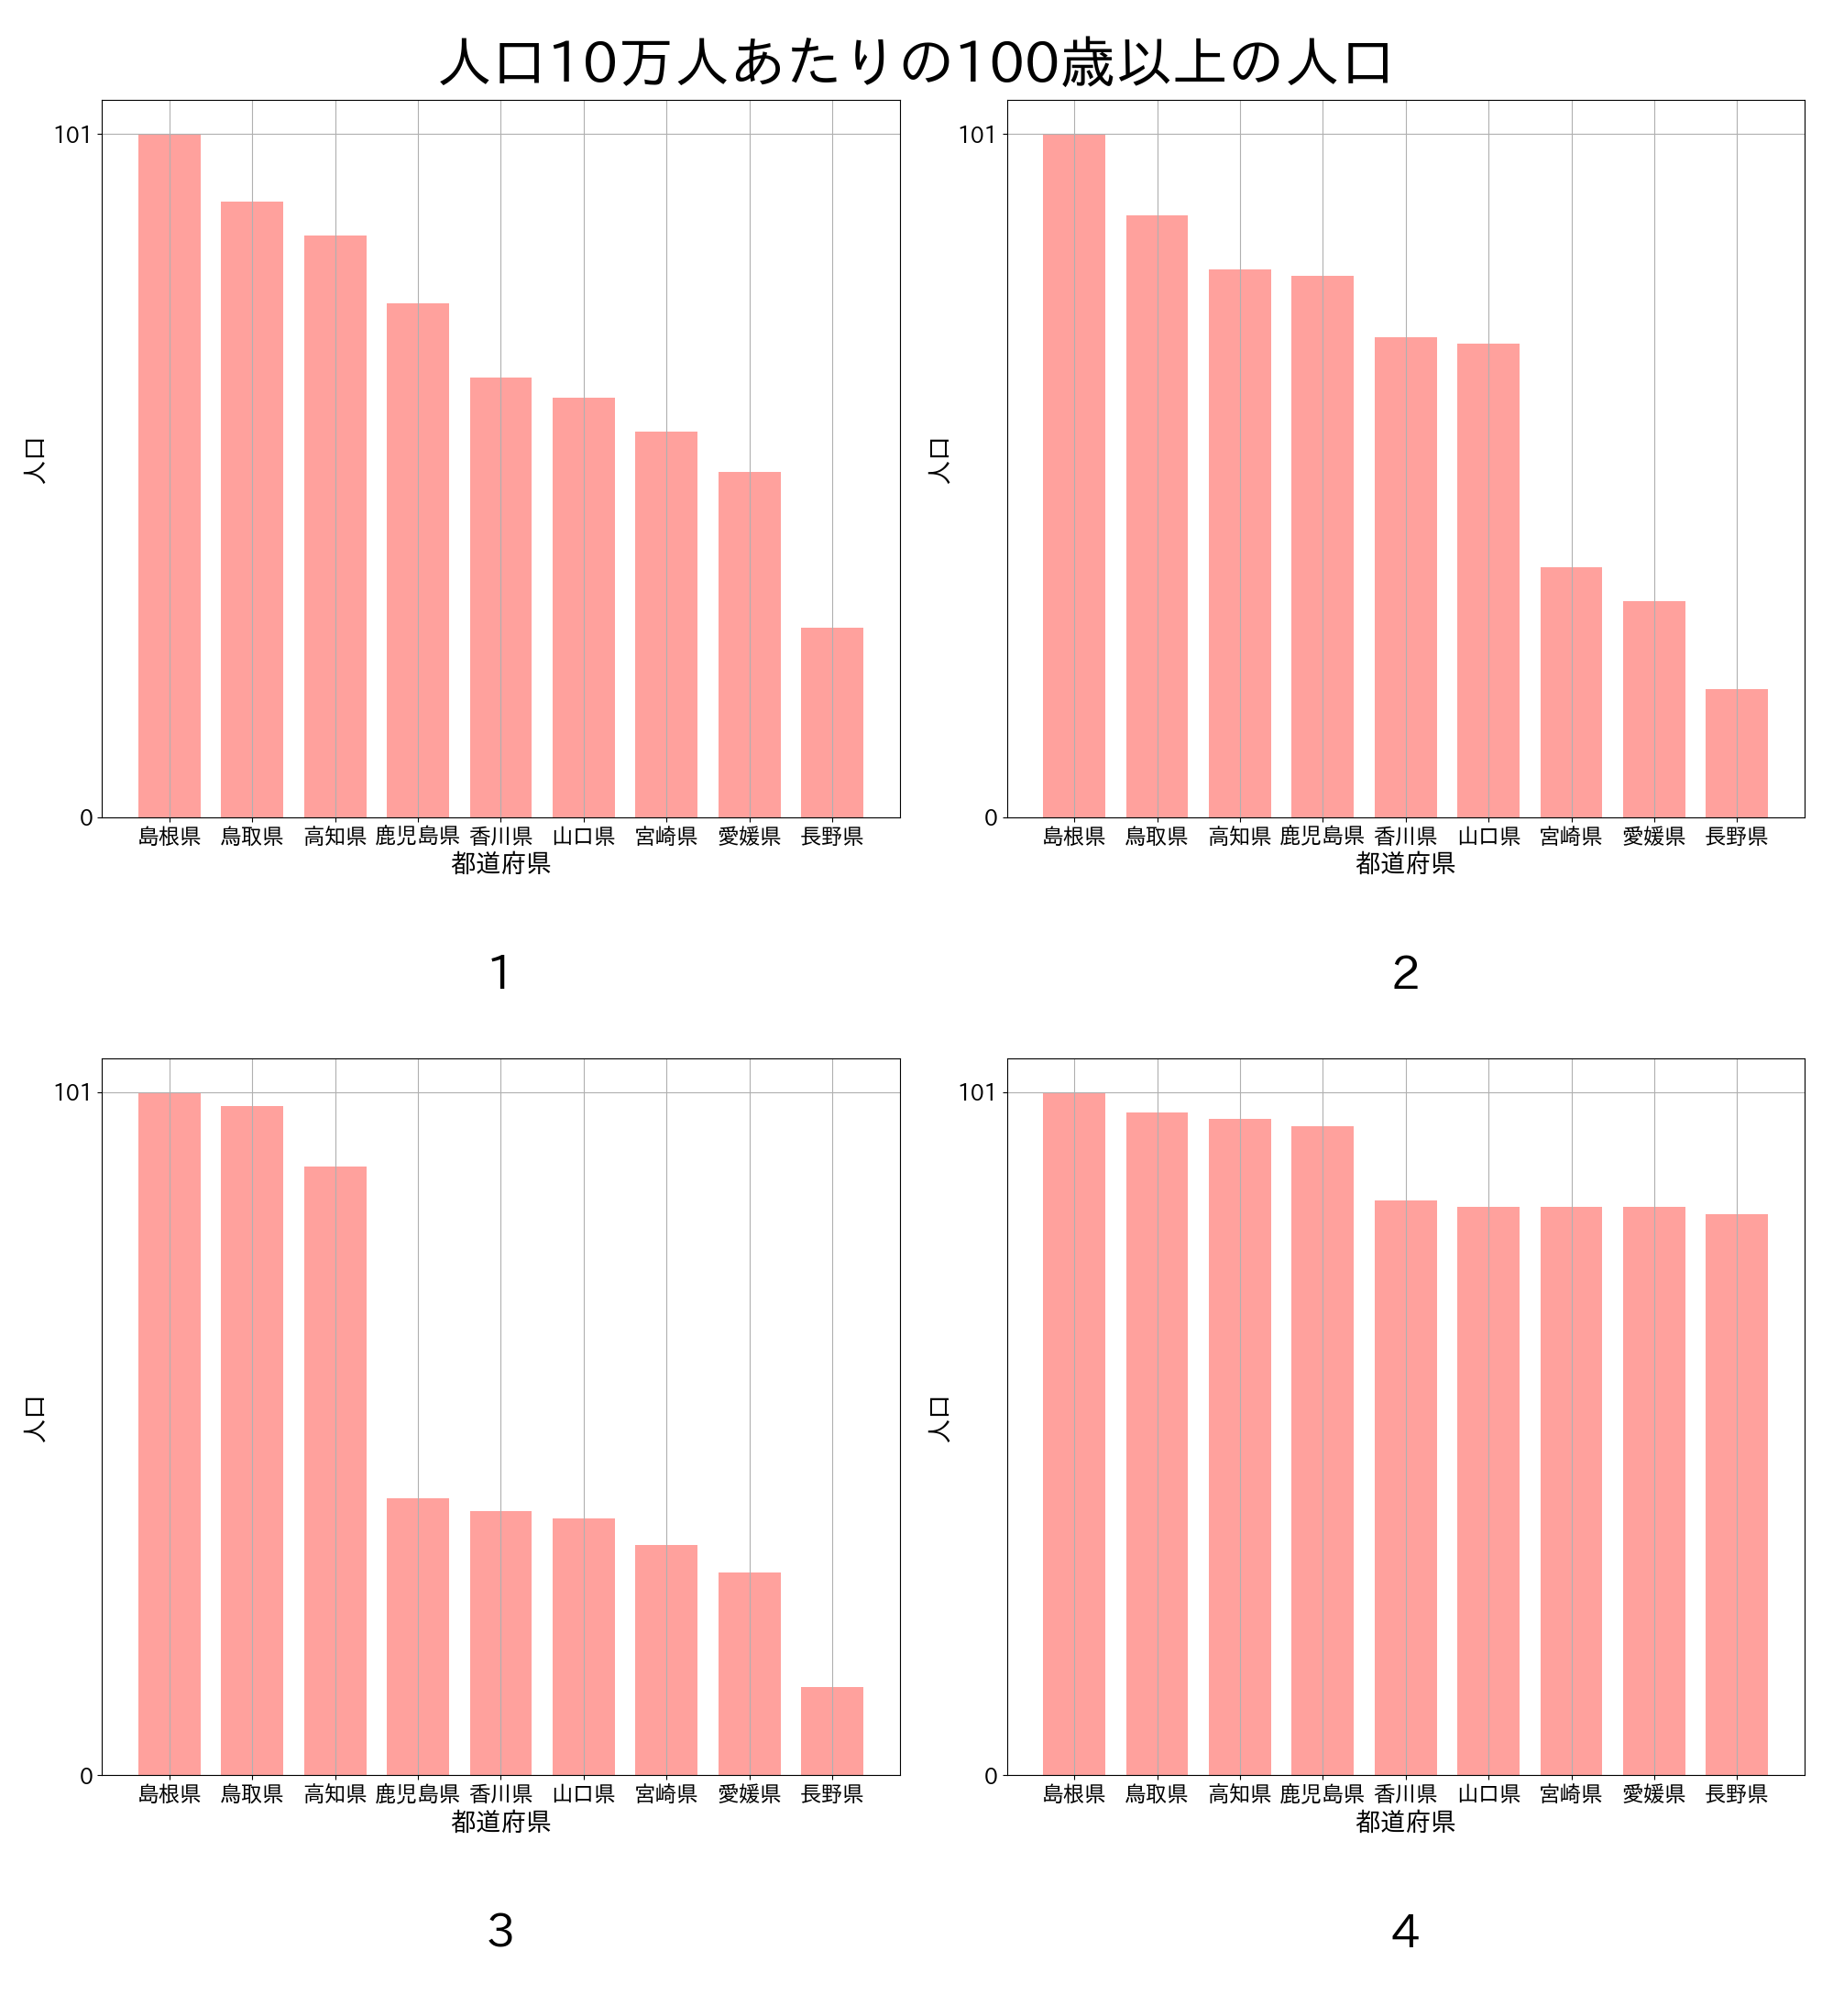 人口10万人あたりの100歳以上の人口
101
0
人口
島根県 鳥取県 高知県 鹿児島県 香川県 山口県 宮崎県 愛媛県 長野県
都道府県
1
101
0
人口
島根県 鳥取県 高知県 鹿児島県 香川県 山口県 宮崎県 愛媛県 長野県
都道府県
2
101
0
人口
島根県 鳥取県 高知県 鹿児島県 香川県 山口県 宮崎県 愛媛県 長野県
都道府県
3
101
0
人口
島根県 鳥取県 高知県 鹿児島県 香川県 山口県 宮崎県 愛媛県 長野県
都道府県
4